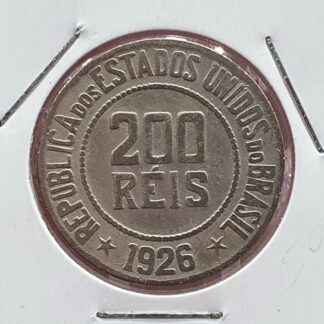 REPUBLICA DOS ESTADOS UNIDOS DO BRASIL
200
RÉIS
1926